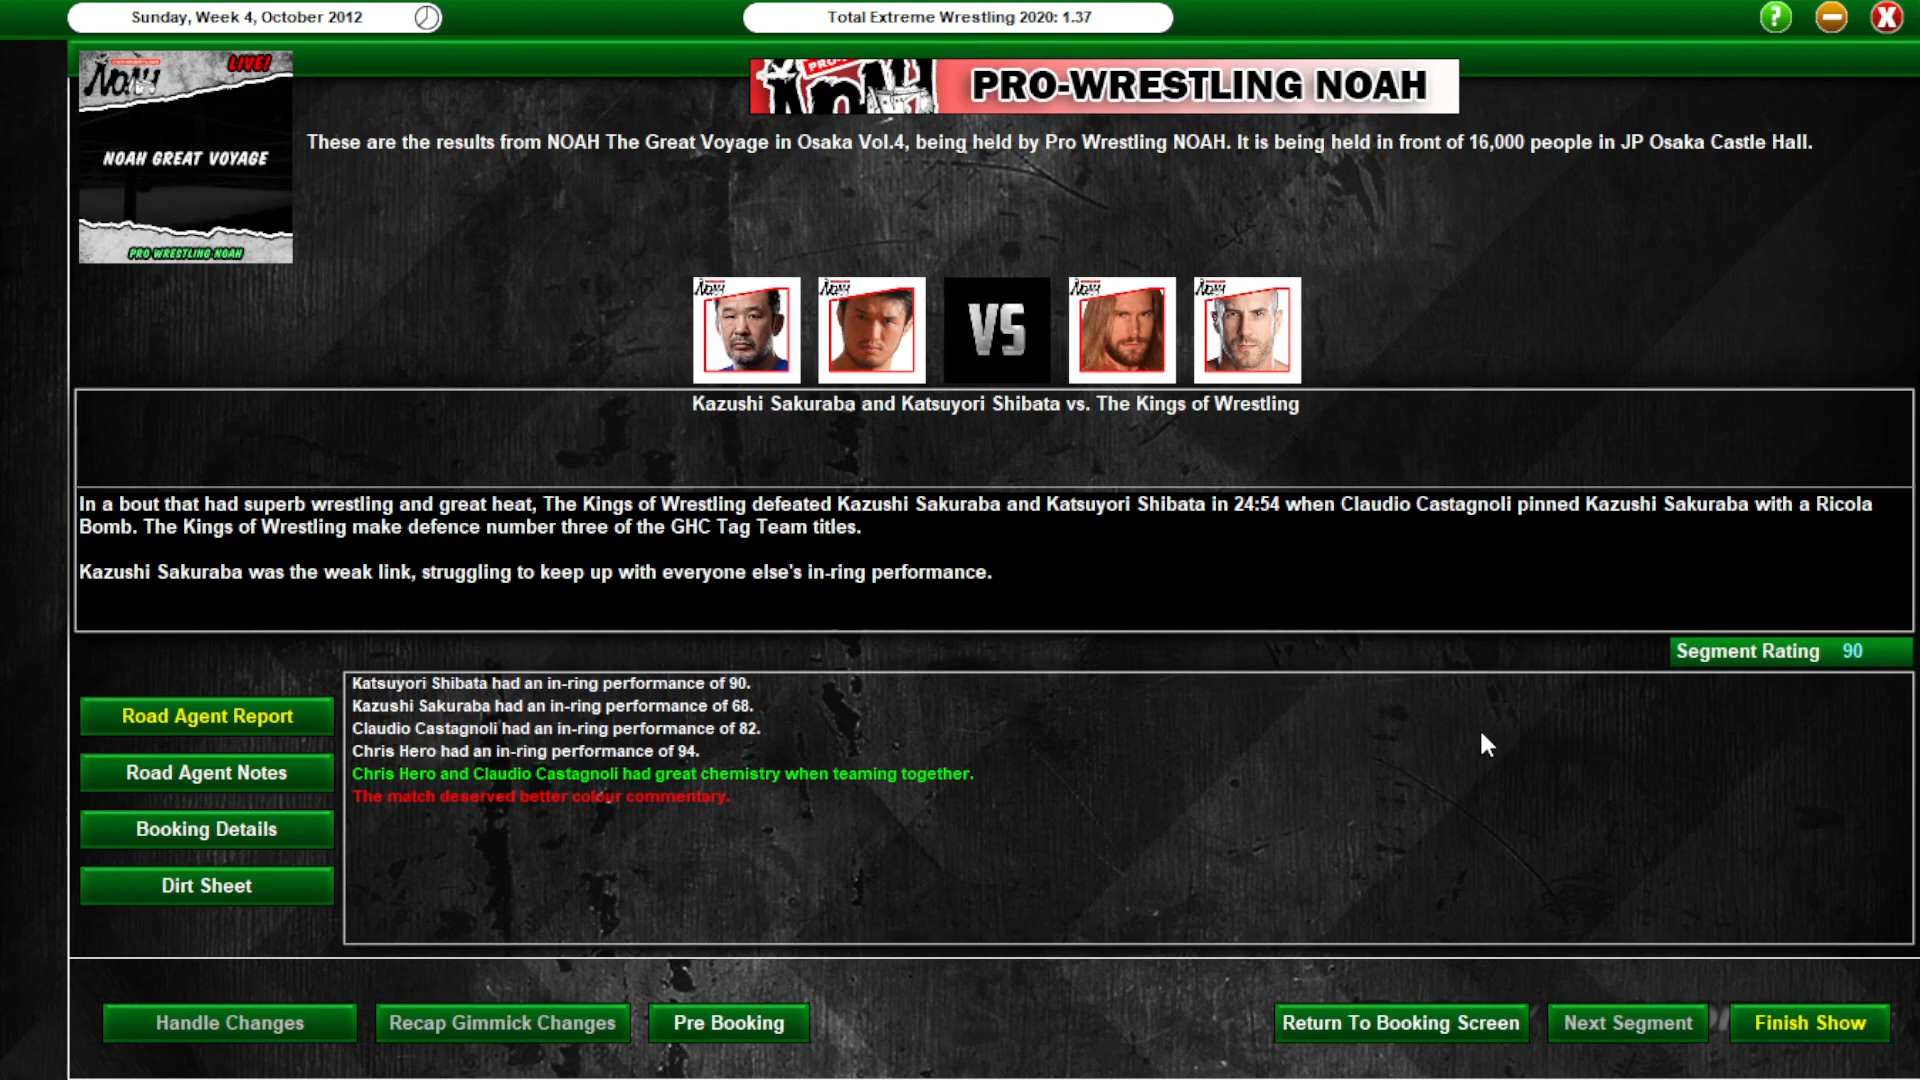 Sunday, Week 4, October 2012
Total Extreme Wrestling 2020: 1.37
NOAH
LIVE!
NOAH GREAT VOYAGE
PRO WRESTLING NOAH
PRO-WRESTLING NOAH
These are the results from NOAH The Great Voyage in Osaka Vol.4, being held by Pro Wrestling NOAH. It is being held in front of 16,000 people in JP Osaka Castle Hall.
VS
Kazushi Sakuraba and Katsuyori Shibata vs. The Kings of Wrestling
In a bout that had superb wrestling and great heat, The Kings of Wrestling defeated Kazushi Sakuraba and Katsuyori Shibata in 24:54 when Claudio Castagnoli pinned Kazushi Sakuraba with a Ricola
Bomb. The Kings of Wrestling make defence number three of the GHC Tag Team titles.
Kazushi Sakuraba was the weak link, struggling to keep up with everyone else's in-ring performance.
Segment Rating 90
Road Agent Report
Road Agent Notes
Booking Details
Dirt Sheet
Katsuyori Shibata had an in-ring performance of 90.
Kazushi Sakuraba had an in-ring performance of 68.
Claudio Castagnoli had an in-ring performance of 82.
Chris Hero had an in-ring performance of 94.
Chris Hero and Claudio Castagnoli had great chemistry when teaming together.
The match deserved better colour commentary.
Handle Changes
Recap Gimmick Changes
Pre Booking
Return To Booking Screen
Next Segment
Finish Show